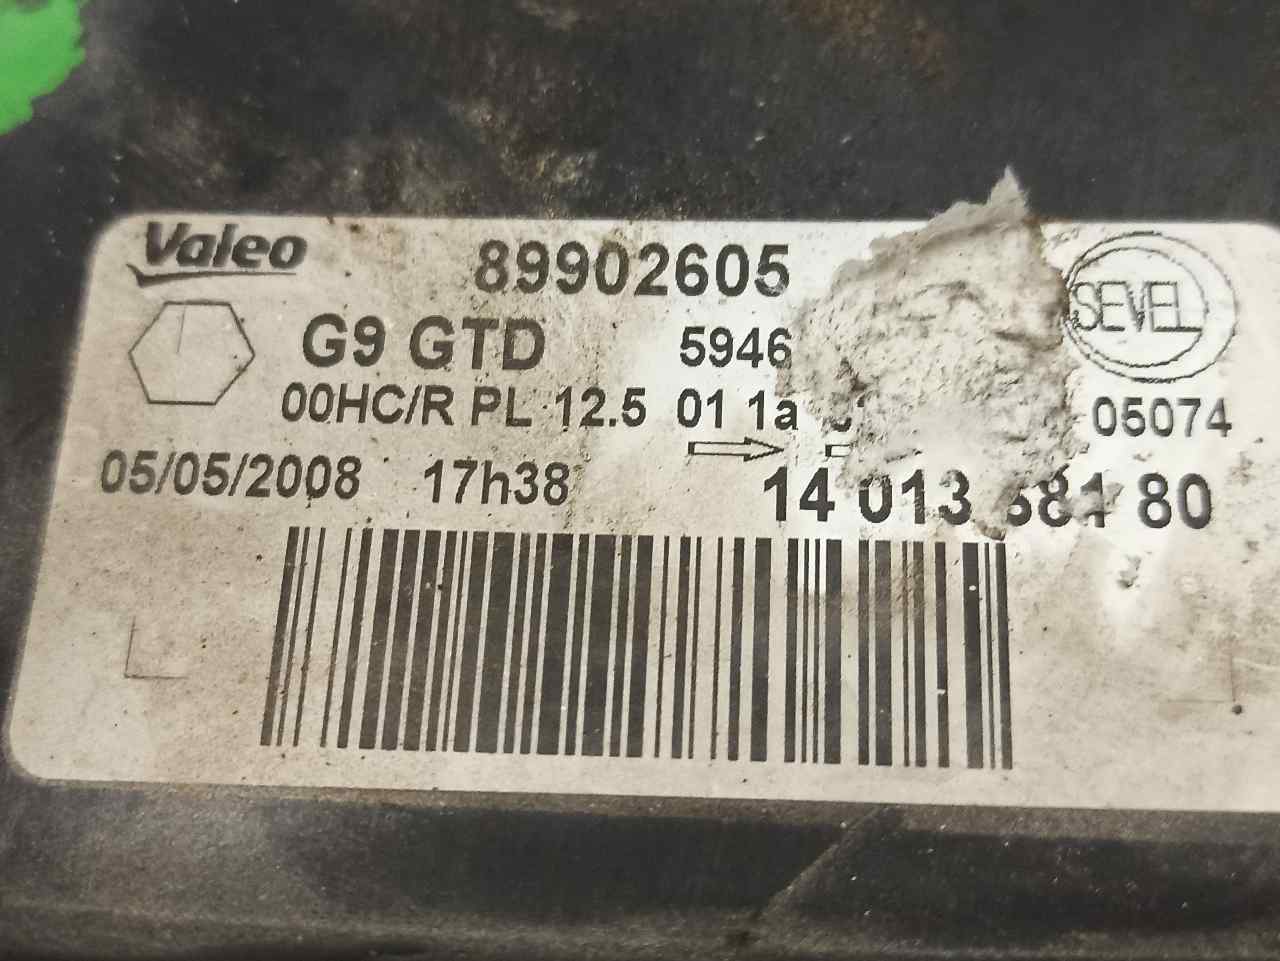 Valeo 89902605 SEVEL
G9 GTD 5946
00HC/R PL 12.5 01 1a 05074
05/05/2008 17h38 14 013 80